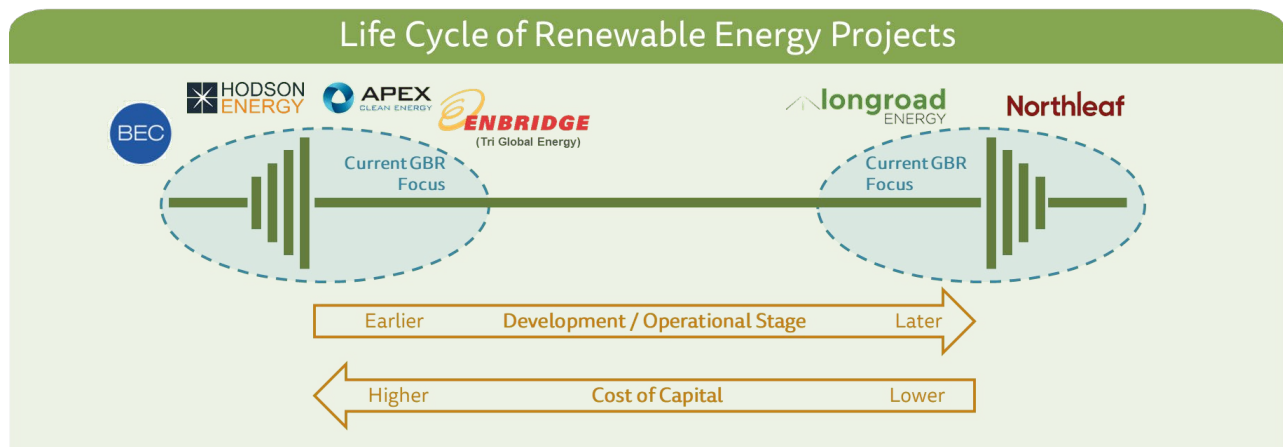 Life Cycle of Renewable Energy Projects
BEC
HODSON
ENERGY
APEX
CLEAN ENERGY
ENBRIDGE
(Tri Global Energy)
longroad
ENERGY
Northleaf
Current GBR
Focus
Current GBR
Focus
Earlier Development / Operational Stage Later
Higher Cost of Capital Lower